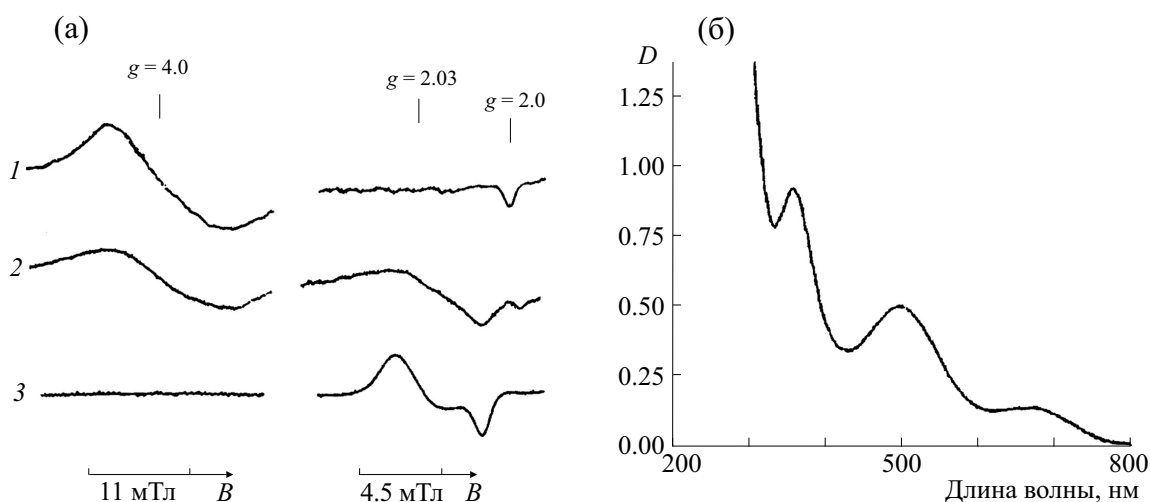 (а)
g = 4.0
g = 2.03
g = 2.0
1
2
3
11 мТл
B
4.5 мТл
B
(б)
D
1.25
1.00
0.75
0.50
0.25
0.00
200
500
800
Длина волны, нм